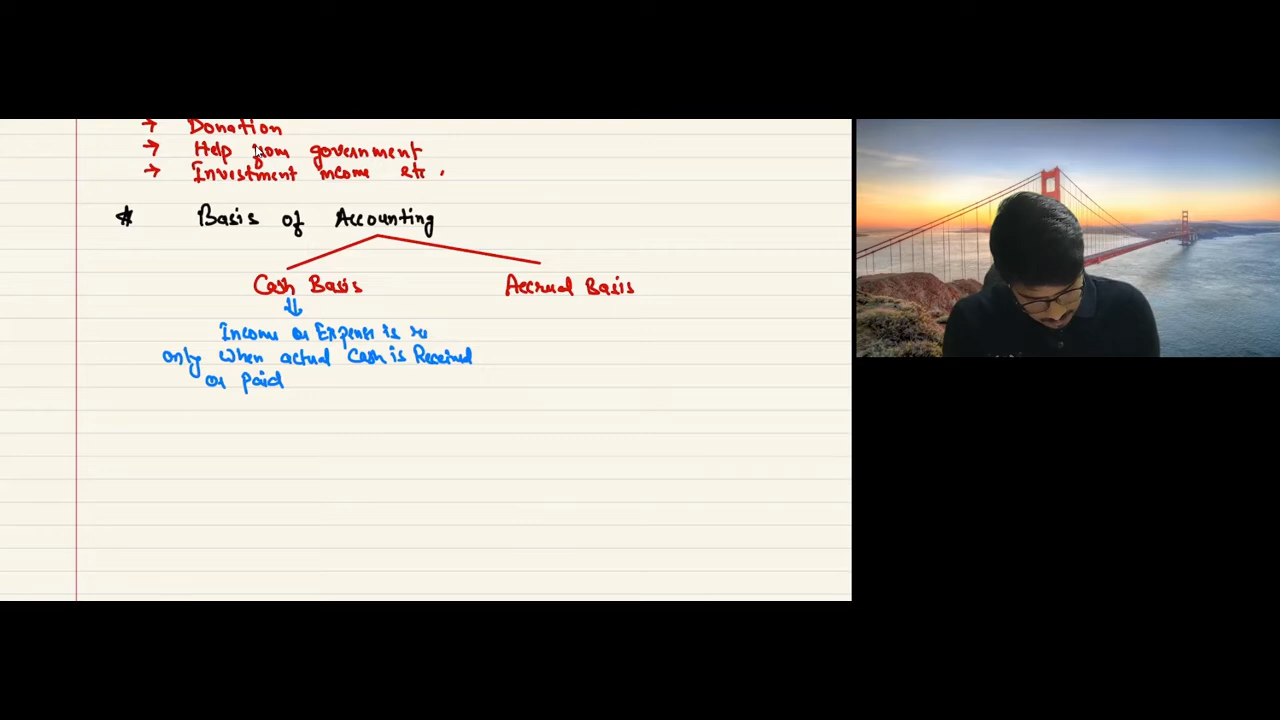 → Donation
→ Help from government
→ Investment income etc.
* Basis of Accounting
Cash Basis Accrual Basis
Income or Expense is re
only when actual Cash is Received
or paid